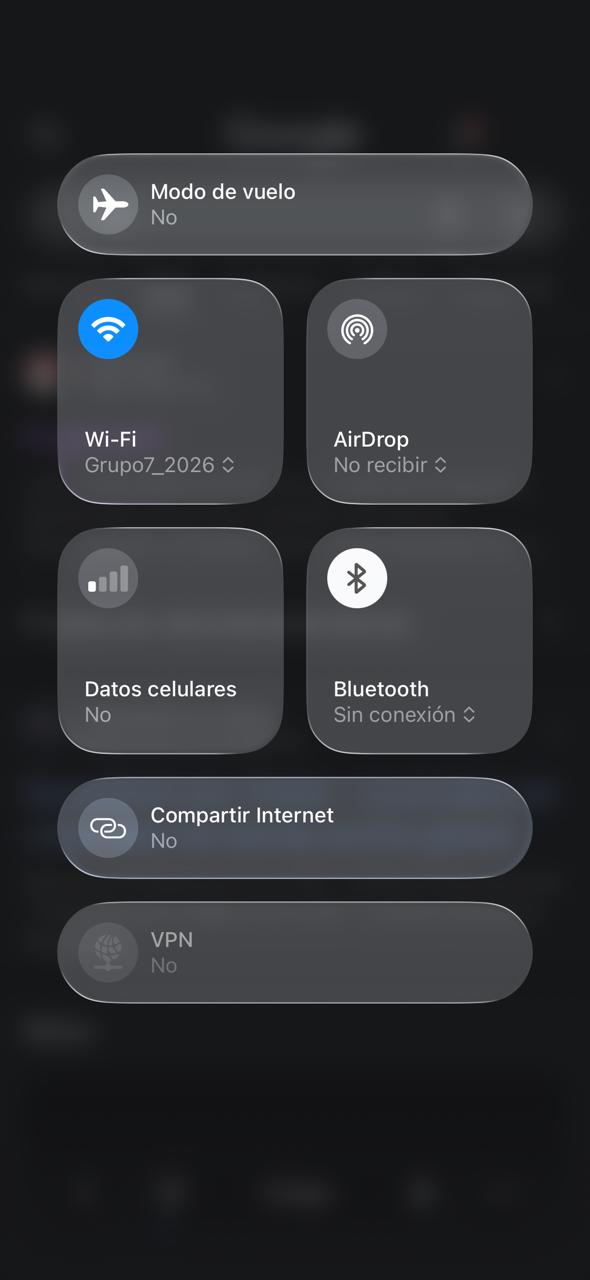 Modo de vuelo
No
Wi-Fi
Grupo7_2026
AirDrop
No recibir
Datos celulares
No
Bluetooth
Sin conexión
Compartir Internet
No
VPN
No